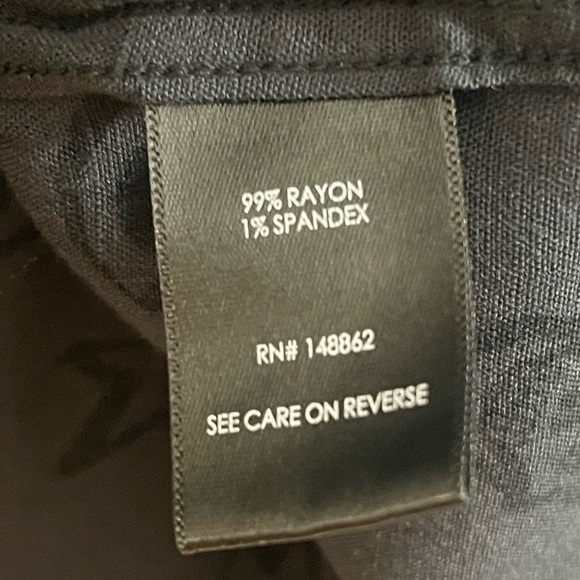 99% RAYON
1% SPANDEX
RN# 148862
SEE CARE ON REVERSE